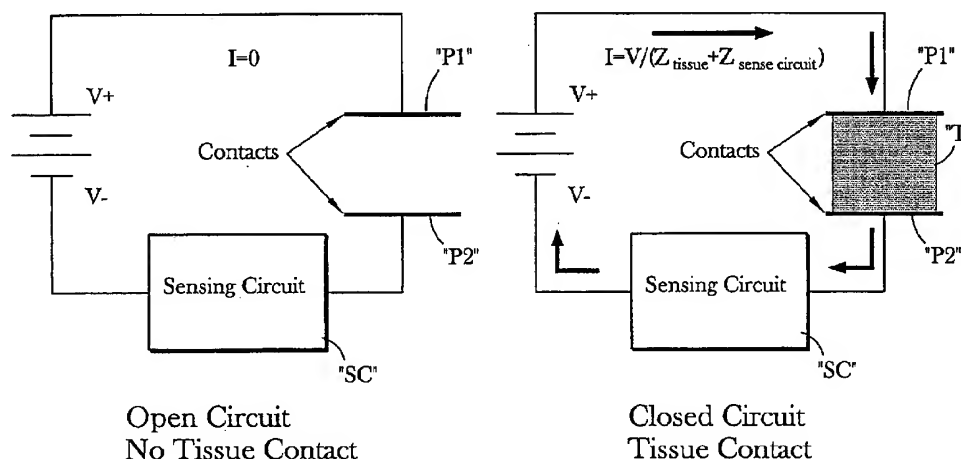 I=0
"P1"
V+
Contacts
V-
"P2"
Sensing Circuit
"SC"
Open Circuit
No Tissue Contact
I=V/(Z tissue+Z sense circuit)
"P1"
V+
"T
Contacts
V-
"P2"
Sensing Circuit
"SC"
Closed Circuit
Tissue Contact